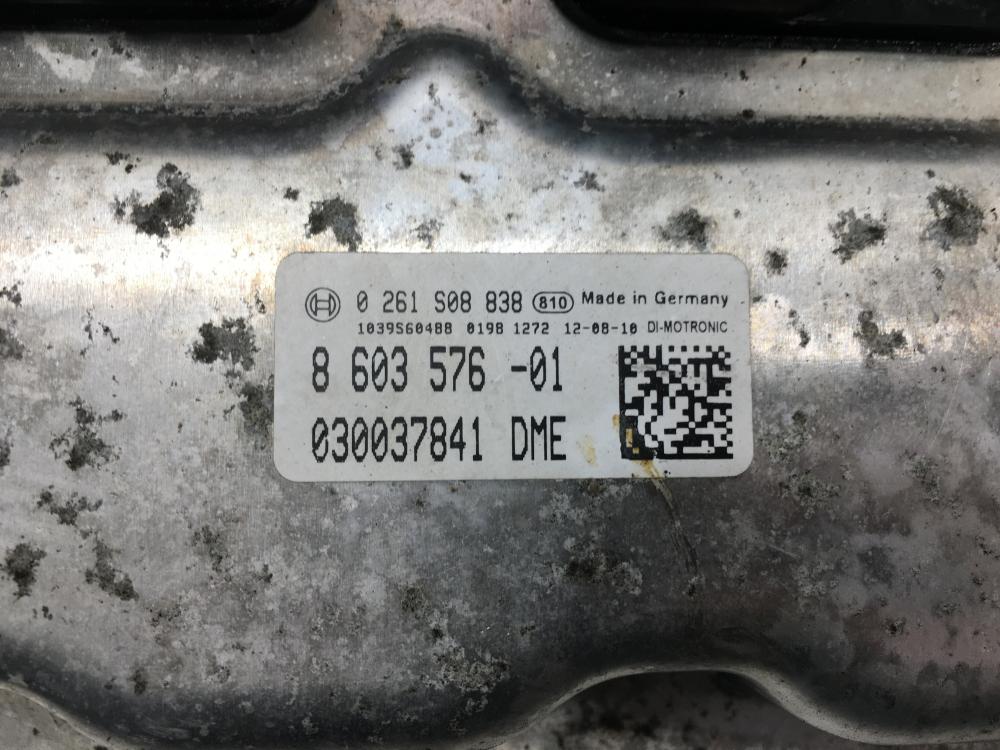 0 261 S08 838 810 Made in Germany
1039S60488 0198 1272 12-08-10 DI-MOTRONIC
8 603 576 -01
030037841 DME